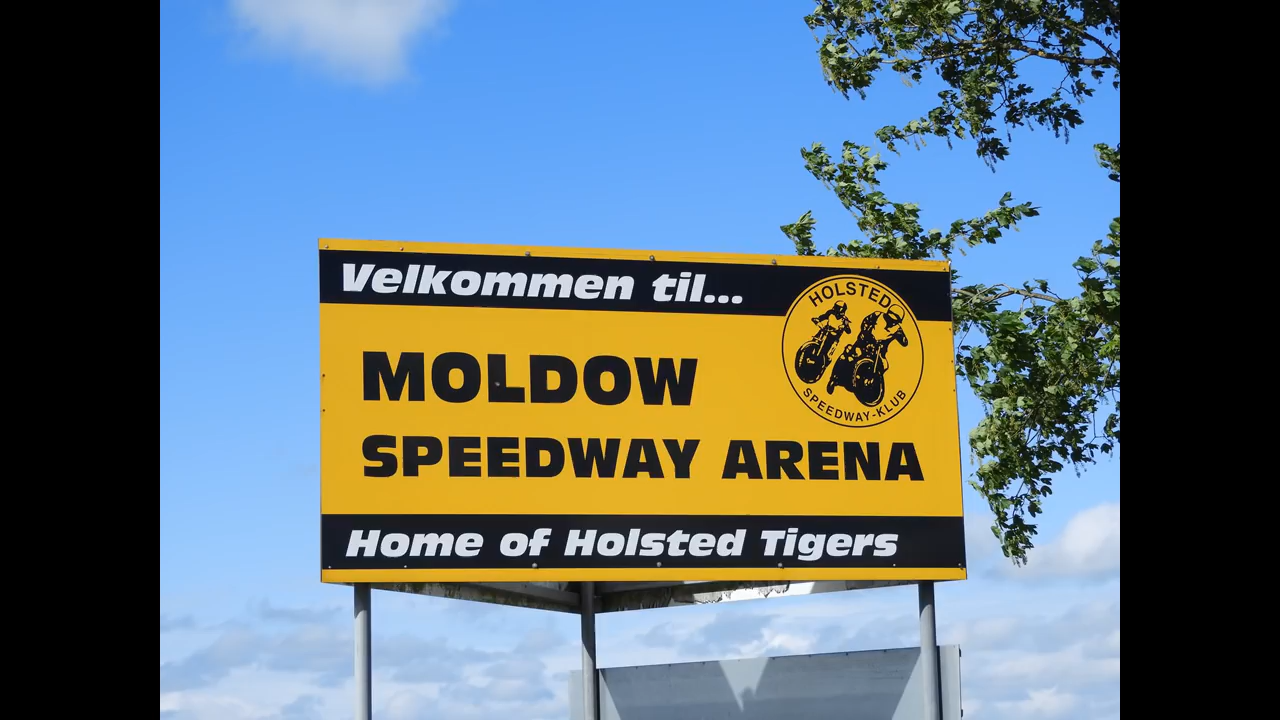 Velkommen til...
HOLSTED
SPEEDWAY-KLUB
MOLDOW
SPEEDWAY ARENA
Home of Holsted Tigers